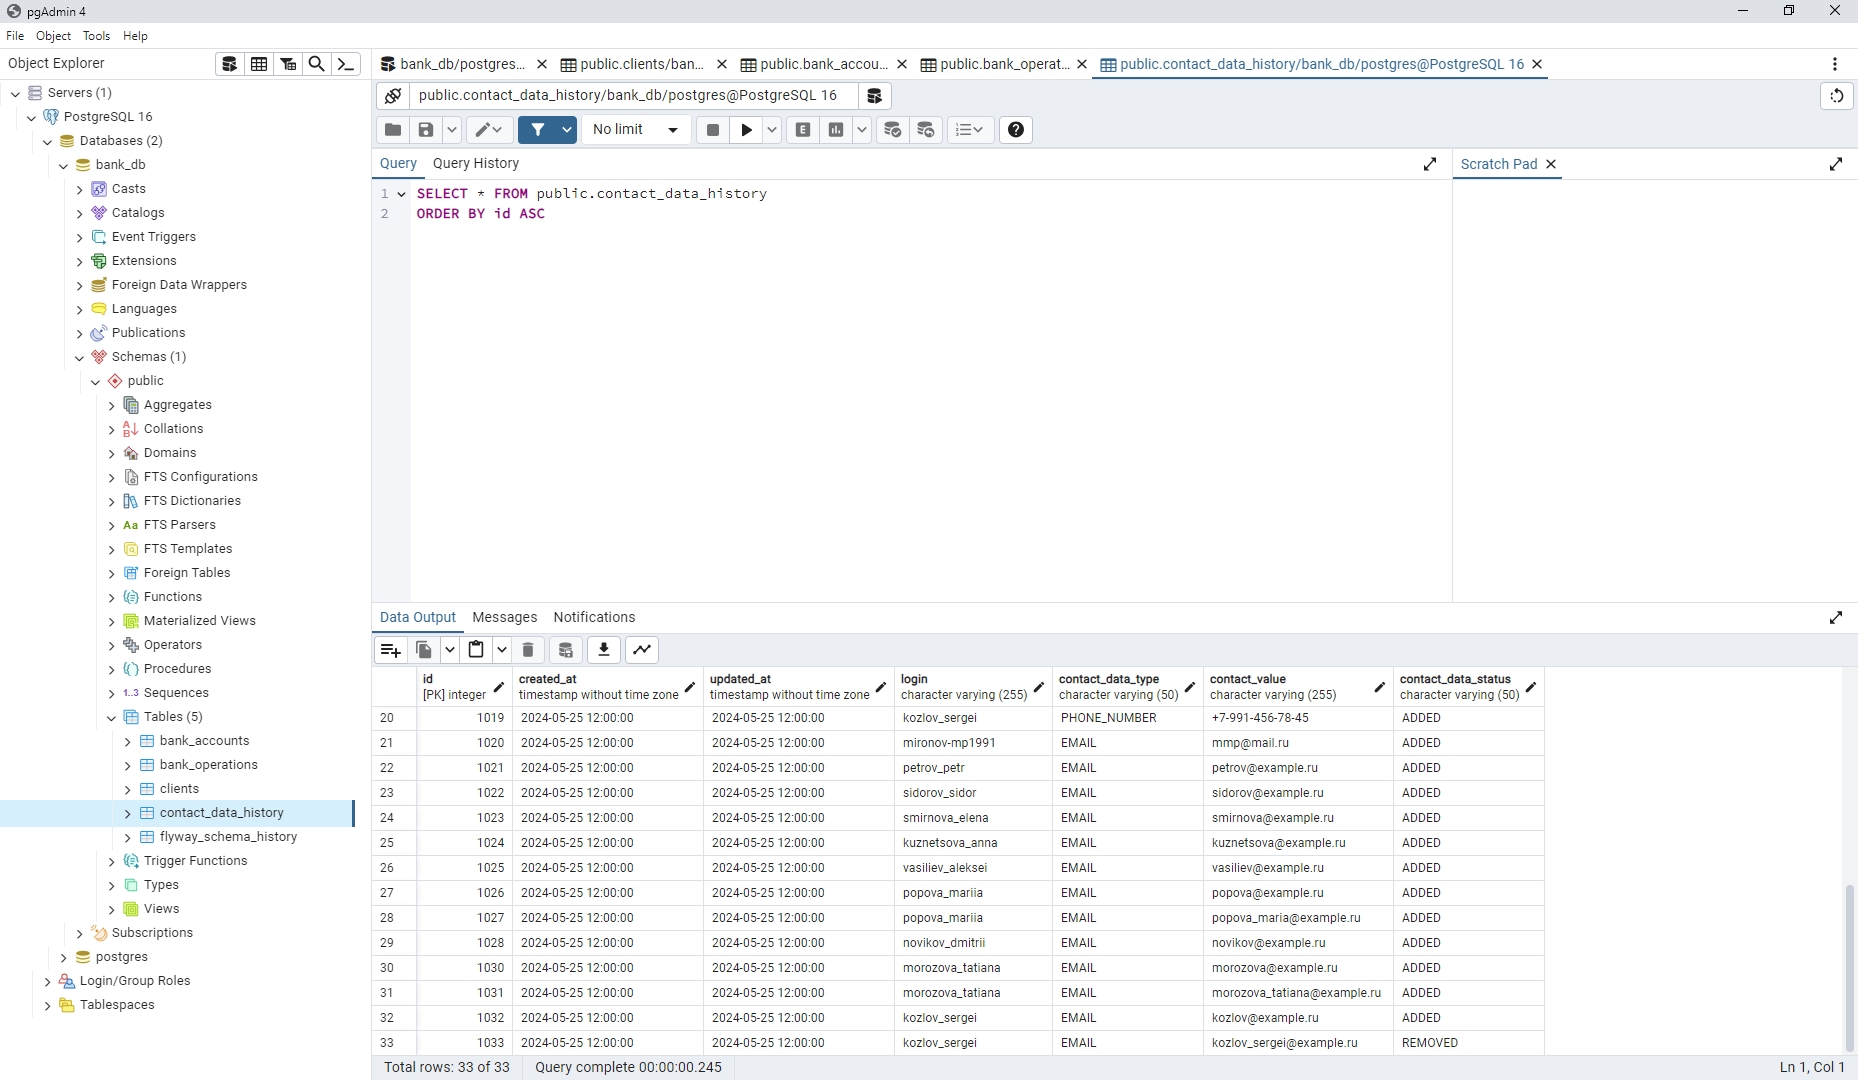 pgAdmin 4
File Object Tools Help
Object Explorer
Servers (1)
PostgreSQL 16
Databases (2)
bank_db
Casts
Catalogs
Event Triggers
Extensions
Foreign Data Wrappers
Languages
Publications
Schemas (1)
public
Aggregates
Collations
Domains
FTS Configurations
FTS Dictionaries
Aa FTS Parsers
FTS Templates
Foreign Tables
Functions
Materialized Views
Operators
Procedures
1..3 Sequences
Tables (5)
bank_accounts
bank_operations
clients
contact_data_history
flyway_schema_history
Trigger Functions
Types
Views
Subscriptions
postgres
Login/Group Roles
Tablespaces
bank_db/postgres... public.clients/ban... public.bank_accou... public.bank_operat... public.contact_data_history/bank_db/postgres@PostgreSQL 16
public.contact_data_history/bank_db/postgres@PostgreSQL 16
No limit E
Query Query History
Scratch Pad
1 SELECT * FROM public.contact_data_history
2 ORDER BY id ASC
Data Output Messages Notifications
id created_at updated_at login contact_data_type contact_value contact_data_status
[PK] integer timestamp without time zone timestamp without time zone character varying (255) character varying (50) character varying (255) character varying (50)
20 1019 2024-05-25 12:00:00 2024-05-25 12:00:00 kozlov_sergei PHONE_NUMBER +7-991-456-78-45 ADDED
21 1020 2024-05-25 12:00:00 2024-05-25 12:00:00 mironov-mp1991 EMAIL mmp@mail.ru ADDED
22 1021 2024-05-25 12:00:00 2024-05-25 12:00:00 petrov_petr EMAIL petrov@example.ru ADDED
23 1022 2024-05-25 12:00:00 2024-05-25 12:00:00 sidorov_sidor EMAIL sidorov@example.ru ADDED
24 1023 2024-05-25 12:00:00 2024-05-25 12:00:00 smirnova_elena EMAIL smirnova@example.ru ADDED
25 1024 2024-05-25 12:00:00 2024-05-25 12:00:00 kuznetsova_anna EMAIL kuznetsova@example.ru ADDED
26 1025 2024-05-25 12:00:00 2024-05-25 12:00:00 vasiliev_aleksei EMAIL vasiliev@example.ru ADDED
27 1026 2024-05-25 12:00:00 2024-05-25 12:00:00 popova_mariia EMAIL popova@example.ru ADDED
28 1027 2024-05-25 12:00:00 2024-05-25 12:00:00 popova_mariia EMAIL popova_maria@example.ru ADDED
29 1028 2024-05-25 12:00:00 2024-05-25 12:00:00 novikov_dmitrii EMAIL novikov@example.ru ADDED
30 1030 2024-05-25 12:00:00 2024-05-25 12:00:00 morozova_tatiana EMAIL morozova@example.ru ADDED
31 1031 2024-05-25 12:00:00 2024-05-25 12:00:00 morozova_tatiana EMAIL morozova_tatiana@example.ru ADDED
32 1032 2024-05-25 12:00:00 2024-05-25 12:00:00 kozlov_sergei EMAIL kozlov@example.ru ADDED
33 1033 2024-05-25 12:00:00 2024-05-25 12:00:00 kozlov_sergei EMAIL kozlov_sergei@example.ru REMOVED
Total rows: 33 of 33 Query complete 00:00:00.245 Ln 1, Col 1